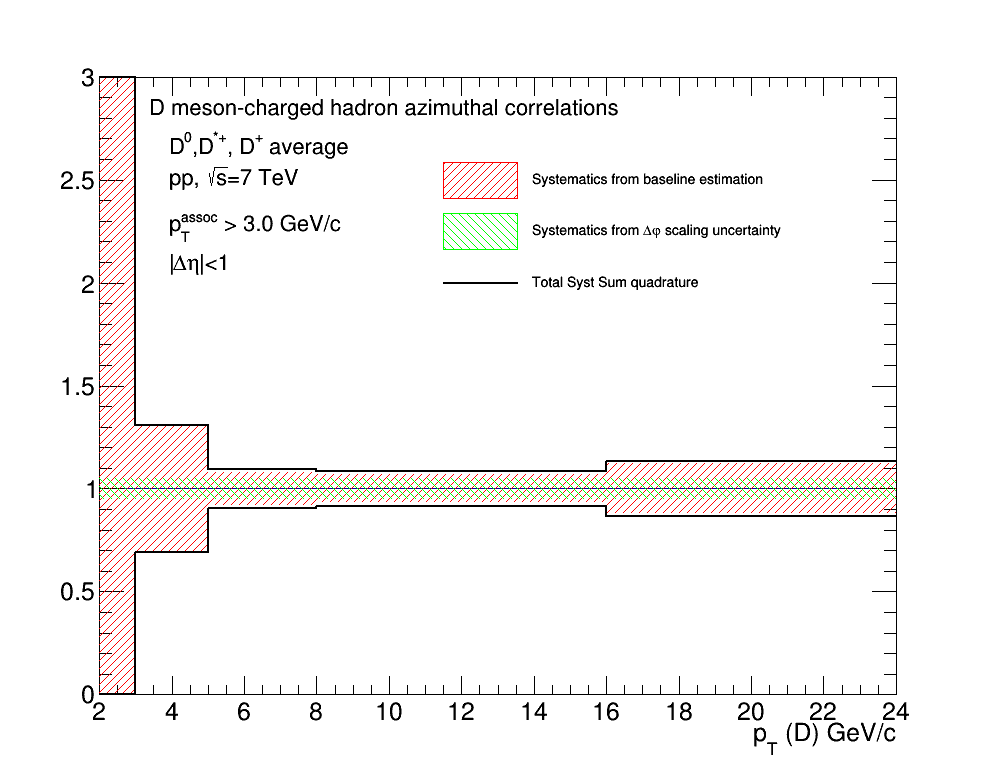 D meson-charged hadron azimuthal correlations
D⁰,D*⁺, D⁺ average
pp, √s=7 TeV
p_T^assoc > 3.0 GeV/c
|Δη|<1
Systematics from baseline estimation
Systematics from Δφ scaling uncertainty
Total Syst Sum quadrature
3
2.5
2
1.5
1
0.5
0
2 4 6 8 10 12 14 16 18 20 22 24
p_T (D) GeV/c